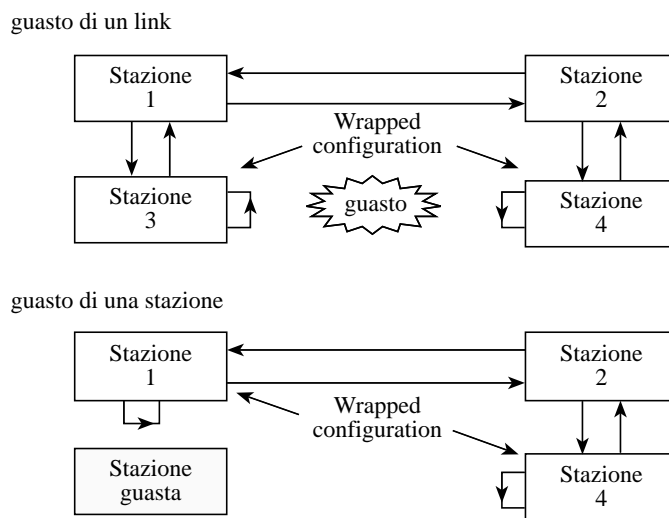 guasto di un link
Stazione
1
Stazione
2
Wrapped
configuration
Stazione
3
guasto
Stazione
4
guasto di una stazione
Stazione
1
Stazione
2
Wrapped
configuration
Stazione
guasta
Stazione
4